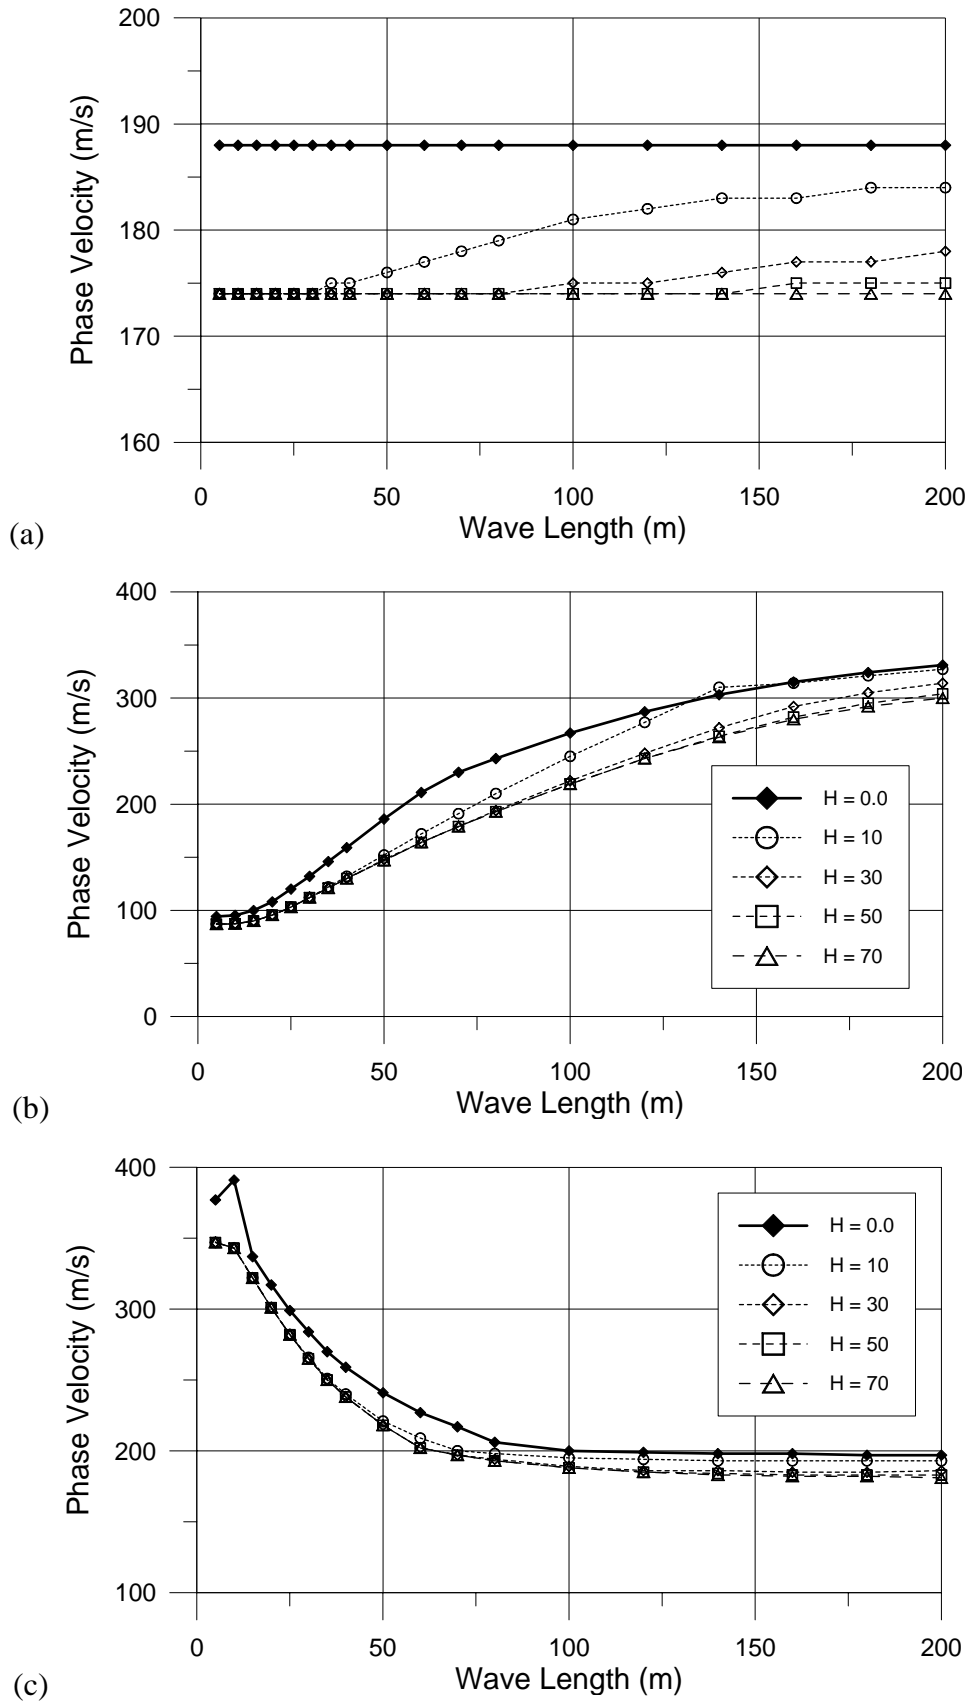 200
190
180
170
160
Phase Velocity (m/s)
0 50 100 150 200
Wave Length (m)
(a)
400
300
200
100
0
Phase Velocity (m/s)
H = 0.0
H = 10
H = 30
H = 50
H = 70
0 50 100 150 200
Wave Length (m)
(b)
400
300
200
100
Phase Velocity (m/s)
H = 0.0
H = 10
H = 30
H = 50
H = 70
0 50 100 150 200
Wave Length (m)
(c)